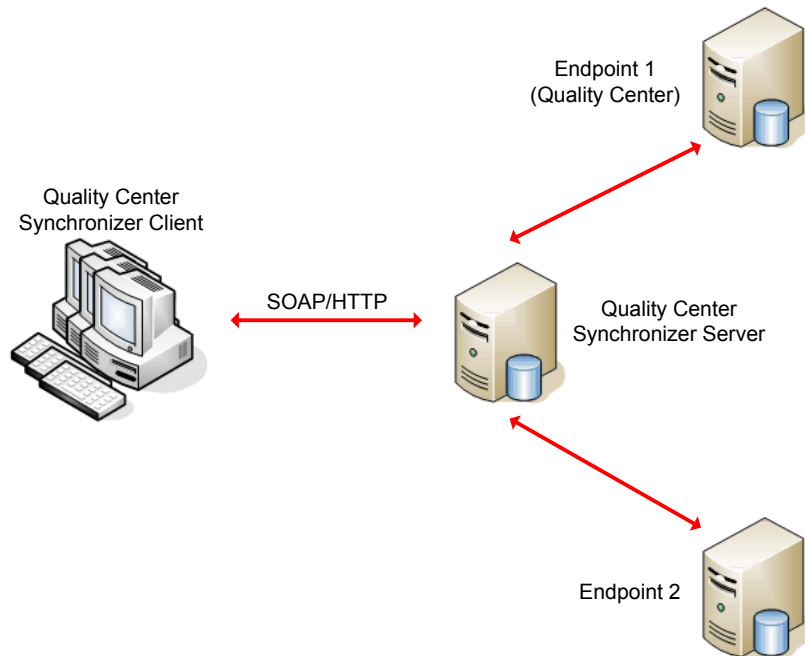 Endpoint 1
(Quality Center)
Quality Center
Synchronizer Client
SOAP/HTTP
Quality Center
Synchronizer Server
Endpoint 2